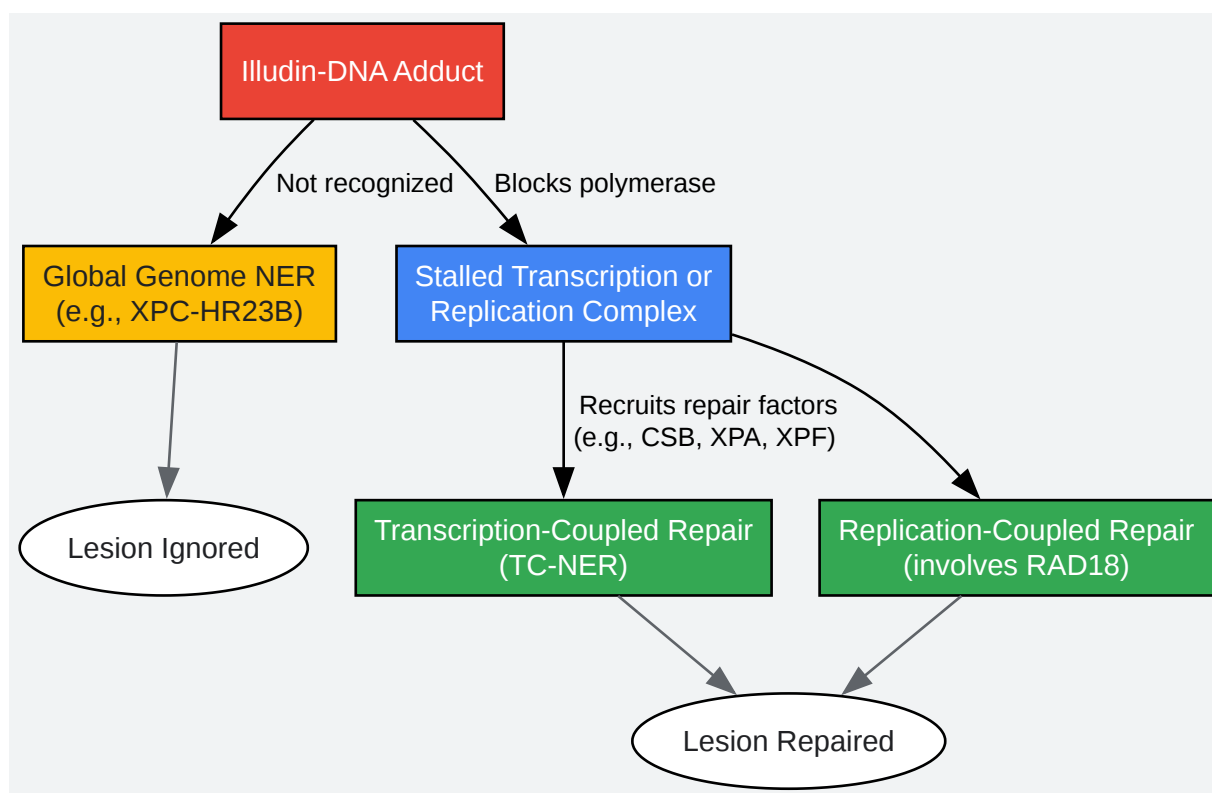 Illudin-DNA Adduct
Not recognized
Blocks polymerase
Global Genome NER
(e.g., XPC-HR23B)
Stalled Transcription or
Replication Complex
Recruits repair factors
(e.g., CSB, XPA, XPF)
Lesion Ignored
Transcription-Coupled Repair
(TC-NER)
Replication-Coupled Repair
(involves RAD18)
Lesion Repaired